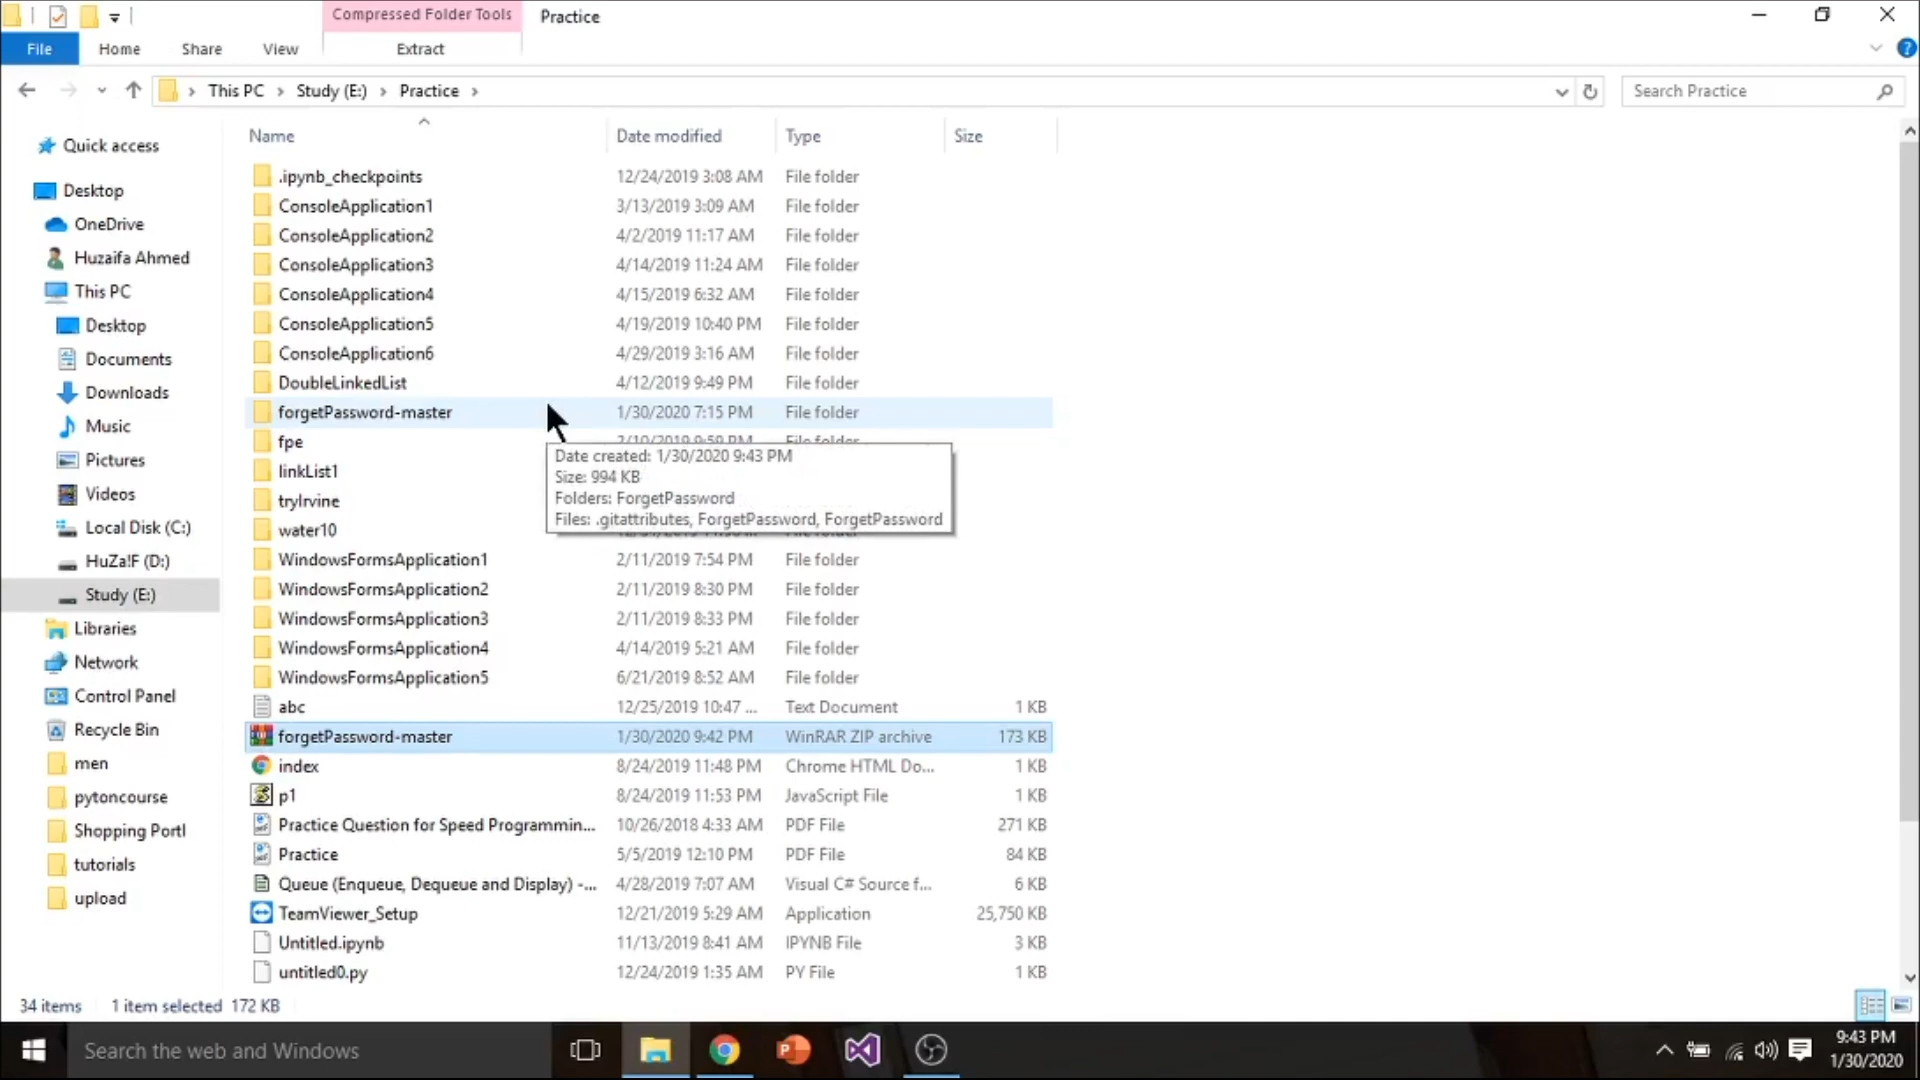 Compressed Folder Tools
Practice
File
Home
Share
View
Extract
This PC
Study (E:)
Practice
Search Practice
Name
Date modified
Type
Size
Quick access
Desktop
OneDrive
Huzaifa Ahmed
This PC
Desktop
Documents
Downloads
Music
Pictures
Videos
Local Disk (C:)
HuZa!F (D:)
Study (E:)
Libraries
Network
Control Panel
Recycle Bin
men
pytoncourse
Shopping Portl
tutorials
upload
.ipynb_checkpoints 12/24/2019 3:08 AM File folder
ConsoleApplication1 3/13/2019 3:09 AM File folder
ConsoleApplication2 4/2/2019 11:17 AM File folder
ConsoleApplication3 4/14/2019 11:24 AM File folder
ConsoleApplication4 4/15/2019 6:32 AM File folder
ConsoleApplication5 4/19/2019 10:40 PM File folder
ConsoleApplication6 4/29/2019 3:16 AM File folder
DoubleLinkedList 4/12/2019 9:49 PM File folder
forgetPassword-master 1/30/2020 7:15 PM File folder
fpe
linkList1
tryIrvine
water10
Date created: 1/30/2020 9:43 PM
Size: 994 KB
Folders: ForgetPassword
Files: .gitattributes, ForgetPassword, ForgetPassword
WindowsFormsApplication1 2/11/2019 7:54 PM File folder
WindowsFormsApplication2 2/11/2019 8:30 PM File folder
WindowsFormsApplication3 2/11/2019 8:33 PM File folder
WindowsFormsApplication4 4/14/2019 5:21 AM File folder
WindowsFormsApplication5 6/21/2019 8:52 AM File folder
abc 12/25/2019 10:47 ... Text Document 1 KB
forgetPassword-master 1/30/2020 9:42 PM WinRAR ZIP archive 173 KB
index 8/24/2019 11:48 PM Chrome HTML Do... 1 KB
p1 8/24/2019 11:53 PM JavaScript File 1 KB
Practice Question for Speed Programmin... 10/26/2018 4:33 AM PDF File 271 KB
Practice 5/5/2019 12:10 PM PDF File 84 KB
Queue (Enqueue, Dequeue and Display) -... 4/28/2019 7:07 AM Visual C# Source f... 6 KB
TeamViewer_Setup 12/21/2019 5:29 AM Application 25,750 KB
Untitled.ipynb 11/13/2019 8:41 AM IPYNB File 3 KB
untitled0.py 12/24/2019 1:35 AM PY File 1 KB
34 items 1 item selected 172 KB
Search the web and Windows
9:43 PM
1/30/2020